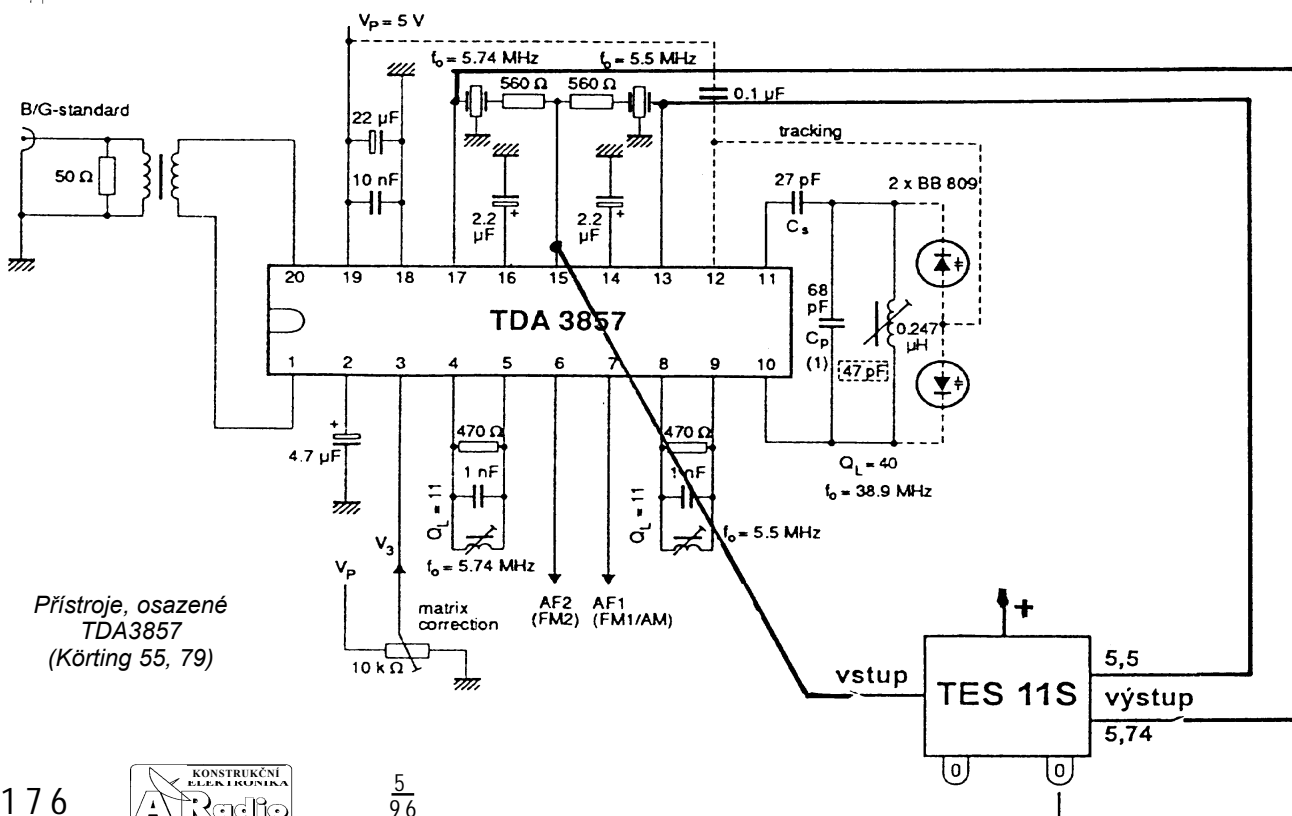 V_P = 5 V
f_o = 5.74 MHz
f_o = 5.5 MHz
560 Ω
560 Ω
0.1 µF
B/G-standard
22 µF
tracking
50 Ω
10 nF
27 pF
2 x BB 809
2.2 µF
2.2 µF
C_s
20 19 18 17 16 15 14 13 12 11
TDA 3857
68 pF
C_p
(1)
0.247 µH
47 pF
1 2 3 4 5 6 7 8 9 10
470 Ω
470 Ω
4.7 µF
1 nF
1 nF
Q_L = 11
Q_L = 11
Q_L = 40
f_o = 38.9 MHz
f_o = 5.5 MHz
V_3
f_o = 5.74 MHz
V_P
AF2
(FM2)
AF1
(FM1/AM)
matrix
correction
10 k Ω
Přístroje, osazené
TDA3857
(Körting 55, 79)
+
vstup
TES 11S
5,5
výstup
5,74
0
0
176
KONSTRUKČNÍ
ELEKTRONIKA
A Radio
5
96